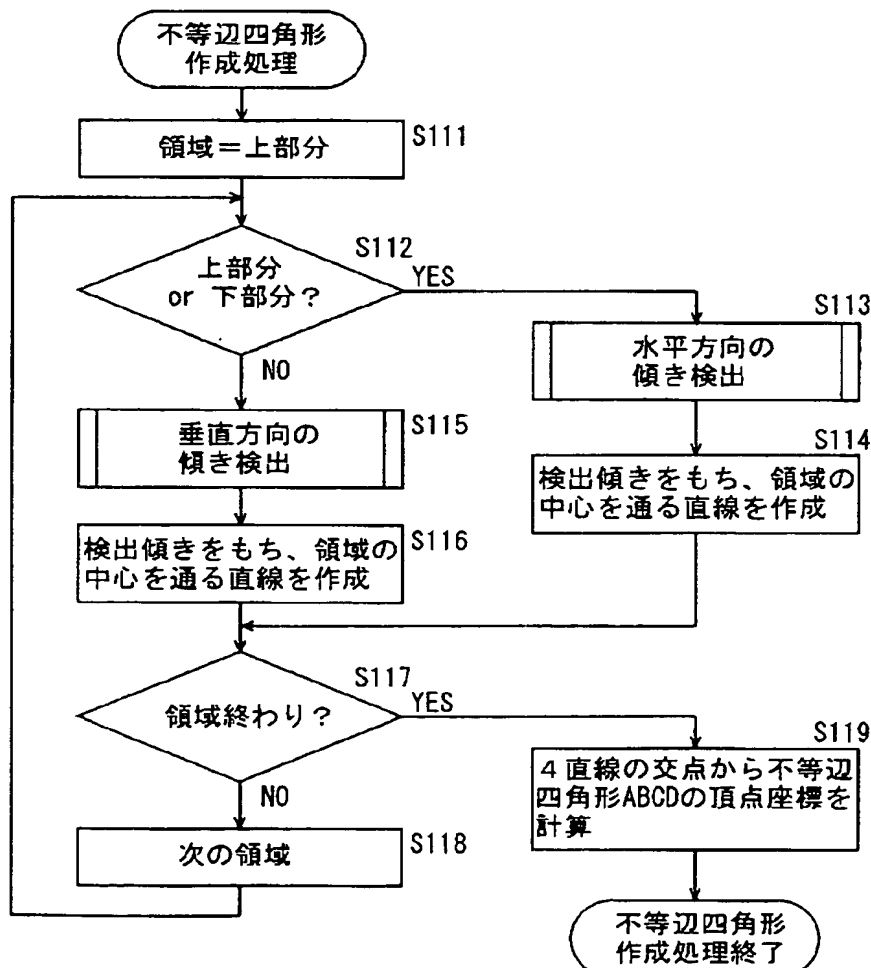 不等辺四角形
作成処理
領域＝上部分
S111
S112
上部分
or 下部分？
YES
NO
S113
水平方向の
傾き検出
S114
検出傾きをもち、領域の
中心を通る直線を作成
垂直方向の
傾き検出
S115
検出傾きをもち、領域の
中心を通る直線を作成
S116
S117
領域終わり？
YES
NO
次の領域
S118
S119
４直線の交点から不等辺
四角形ABCDの頂点座標を
計算
不等辺四角形
作成処理終了